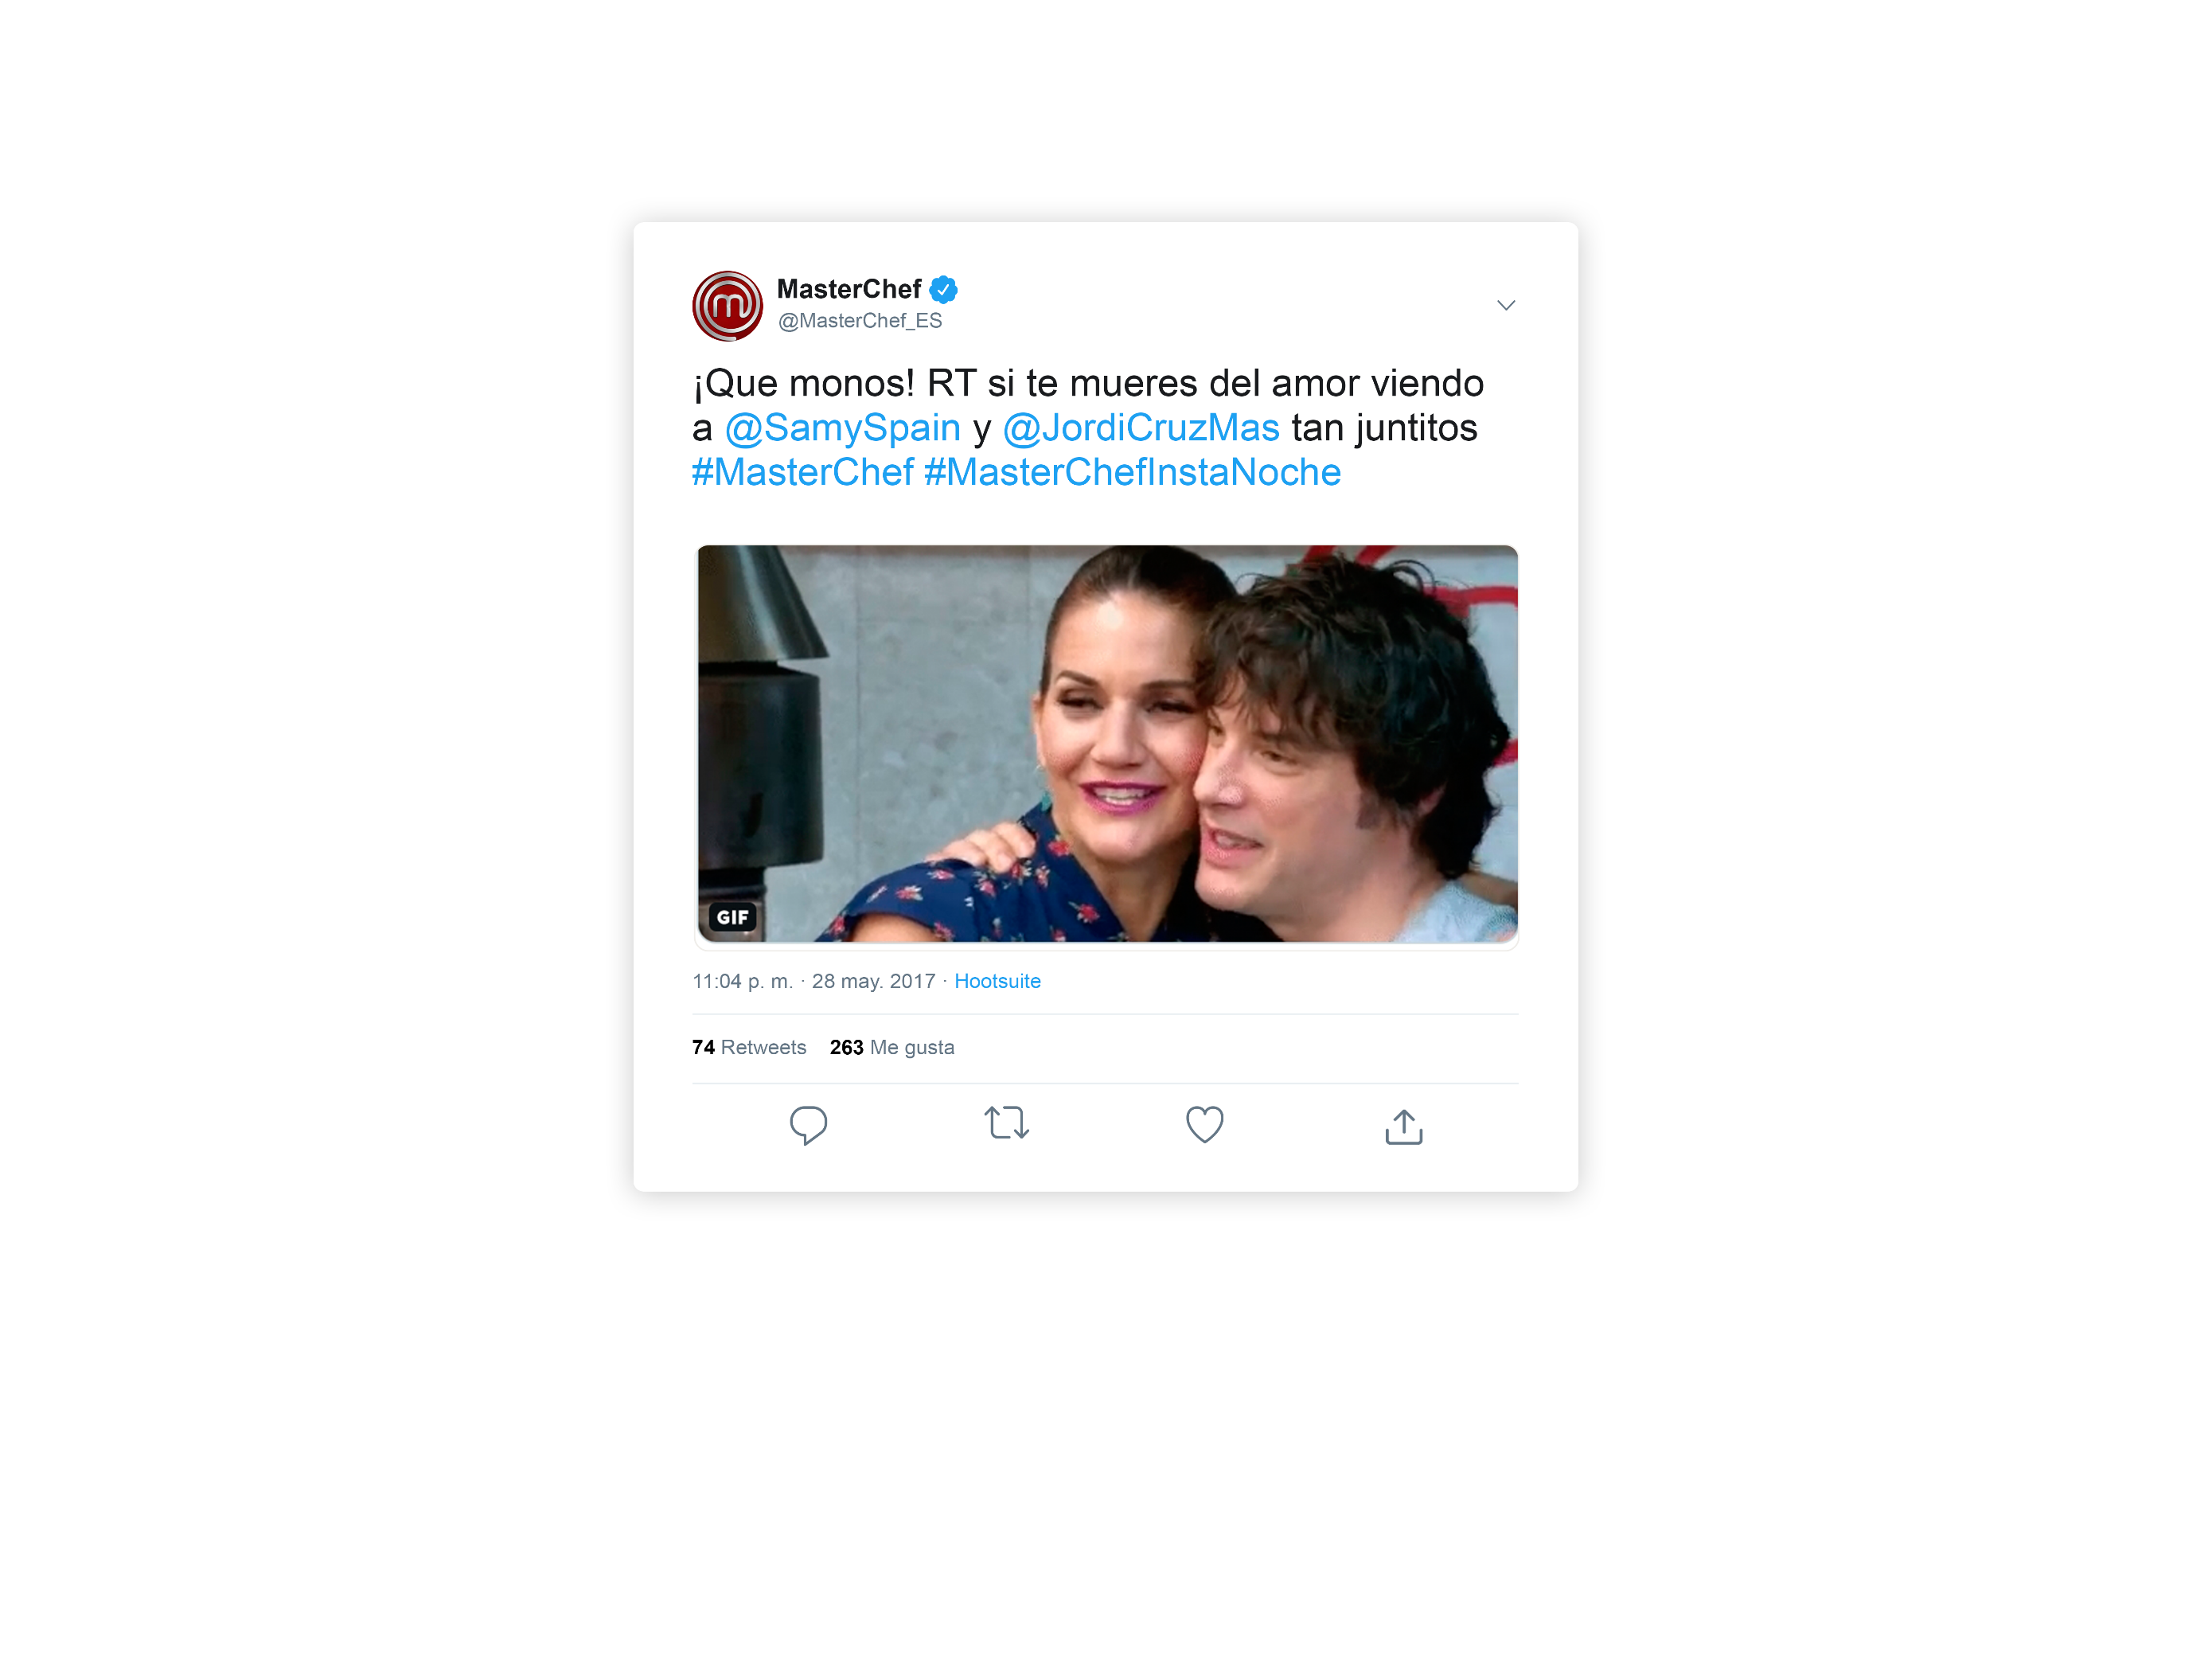 MasterChef
@MasterChef_ES
¡Que monos! RT si te mueres del amor viendo
a @SamySpain y @JordiCruzMas tan juntitos
#MasterChef #MasterChefInstaNoche
GIF
11:04 p. m. · 28 may. 2017 · Hootsuite
74 Retweets 263 Me gusta